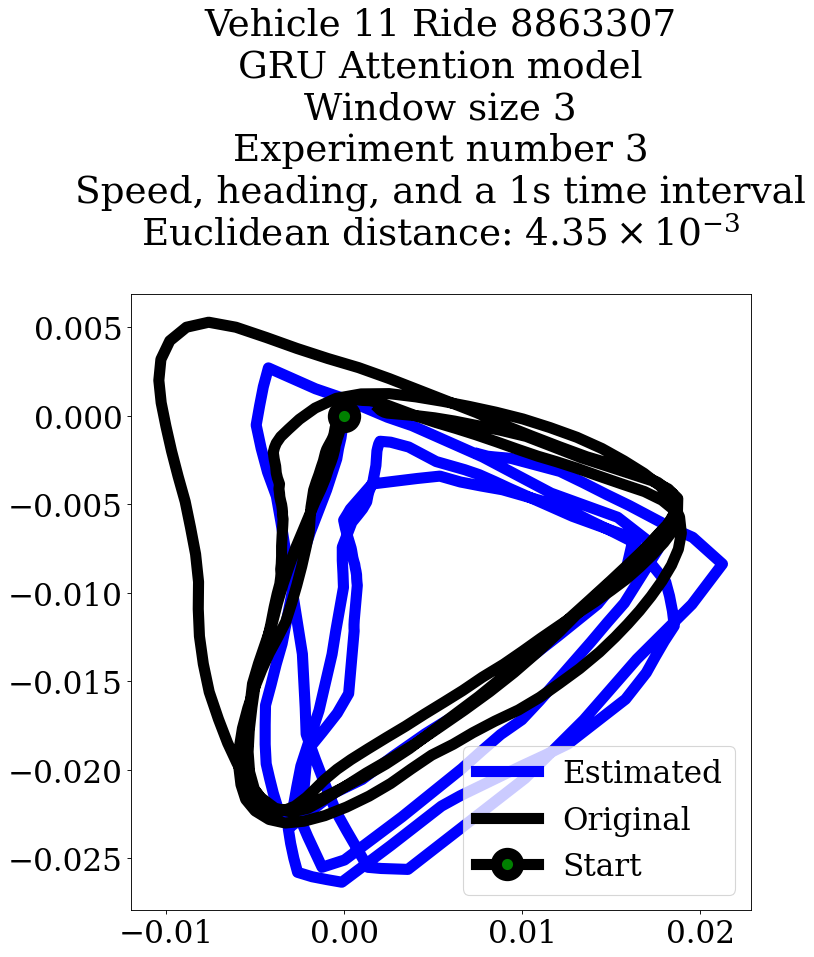 Vehicle 11 Ride 8863307
GRU Attention model
Window size 3
Experiment number 3
Speed, heading, and a 1s time interval
Euclidean distance: 4.35 × 10⁻³
0.005
0.000
−0.005
−0.010
−0.015
−0.020
−0.025
Estimated
Original
Start
−0.01 0.00 0.01 0.02